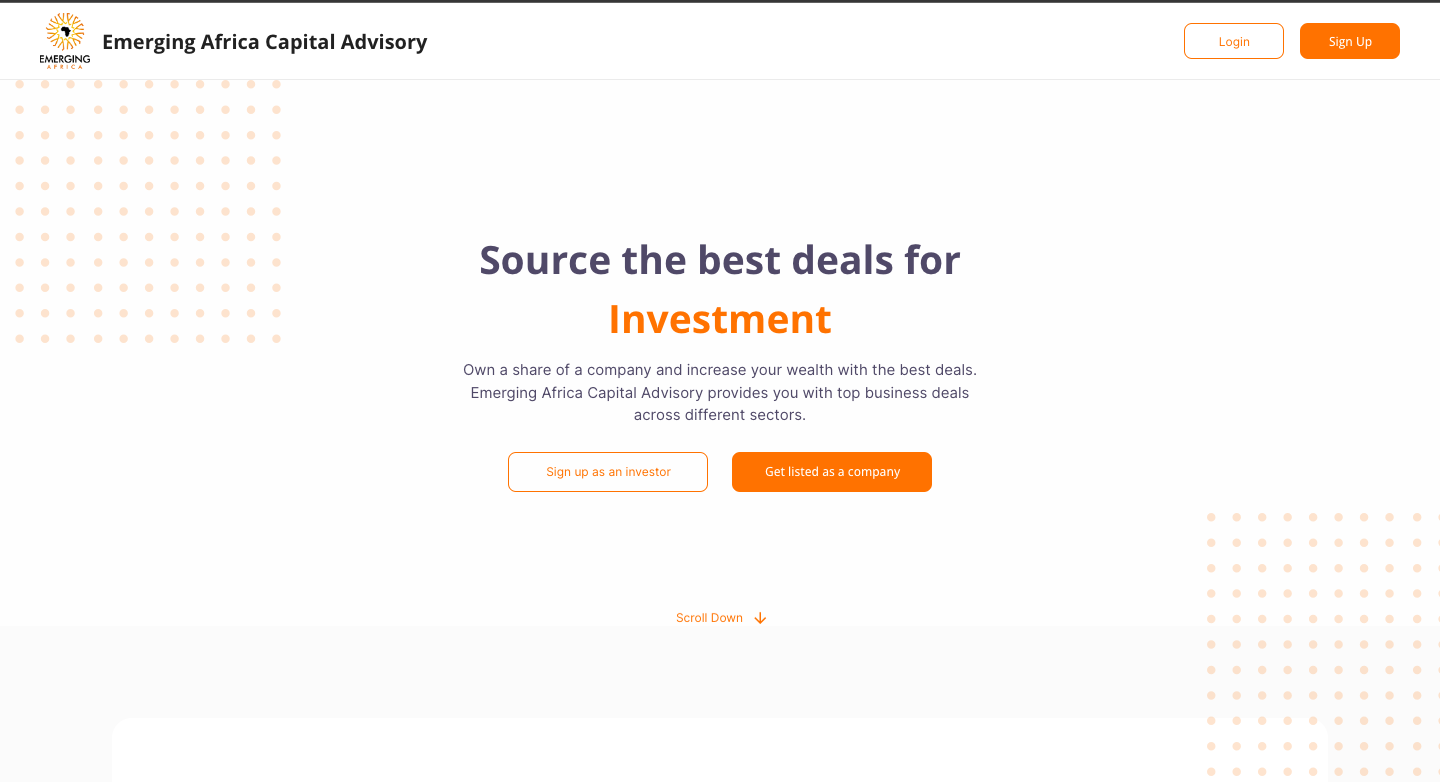 EMERGING
AFRICA
Emerging Africa Capital Advisory
Login
Sign Up
Source the best deals for
Investment
Own a share of a company and increase your wealth with the best deals.
Emerging Africa Capital Advisory provides you with top business deals
across different sectors.
Sign up as an investor
Get listed as a company
Scroll Down